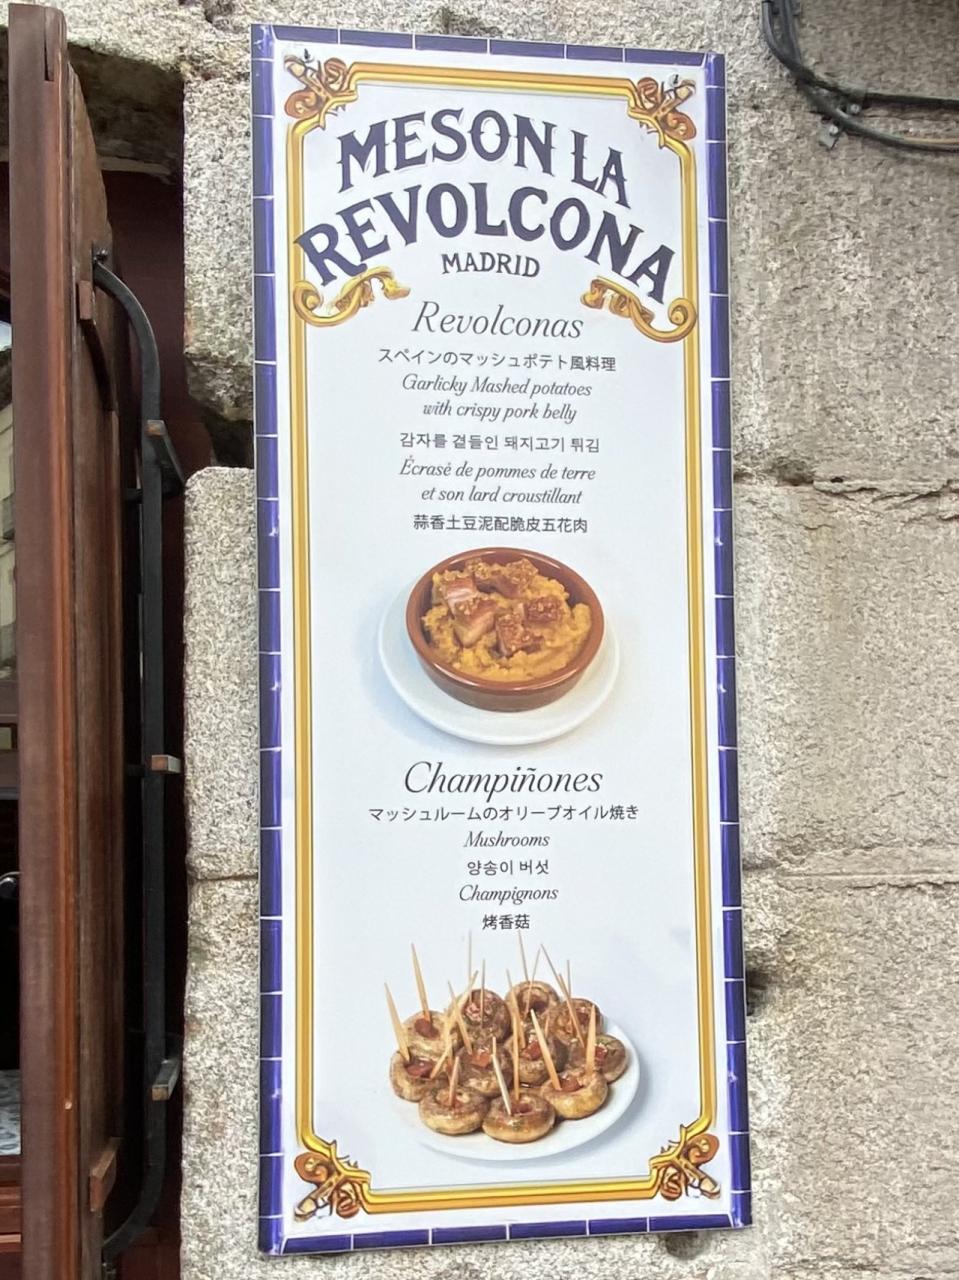 MESON LA
REVOLCONA
MADRID
Revolconas
スペインのマッシュポテト風料理
Garlicky Mashed potatoes
with crispy pork belly
감자를 곁들인 돼지고기 튀김
Écrasé de pommes de terre
et son lard croustillant
蒜香土豆泥配脆皮五花肉
Champiñones
マッシュルームのオリーブオイル焼き
Mushrooms
양송이 버섯
Champignons
烤香菇